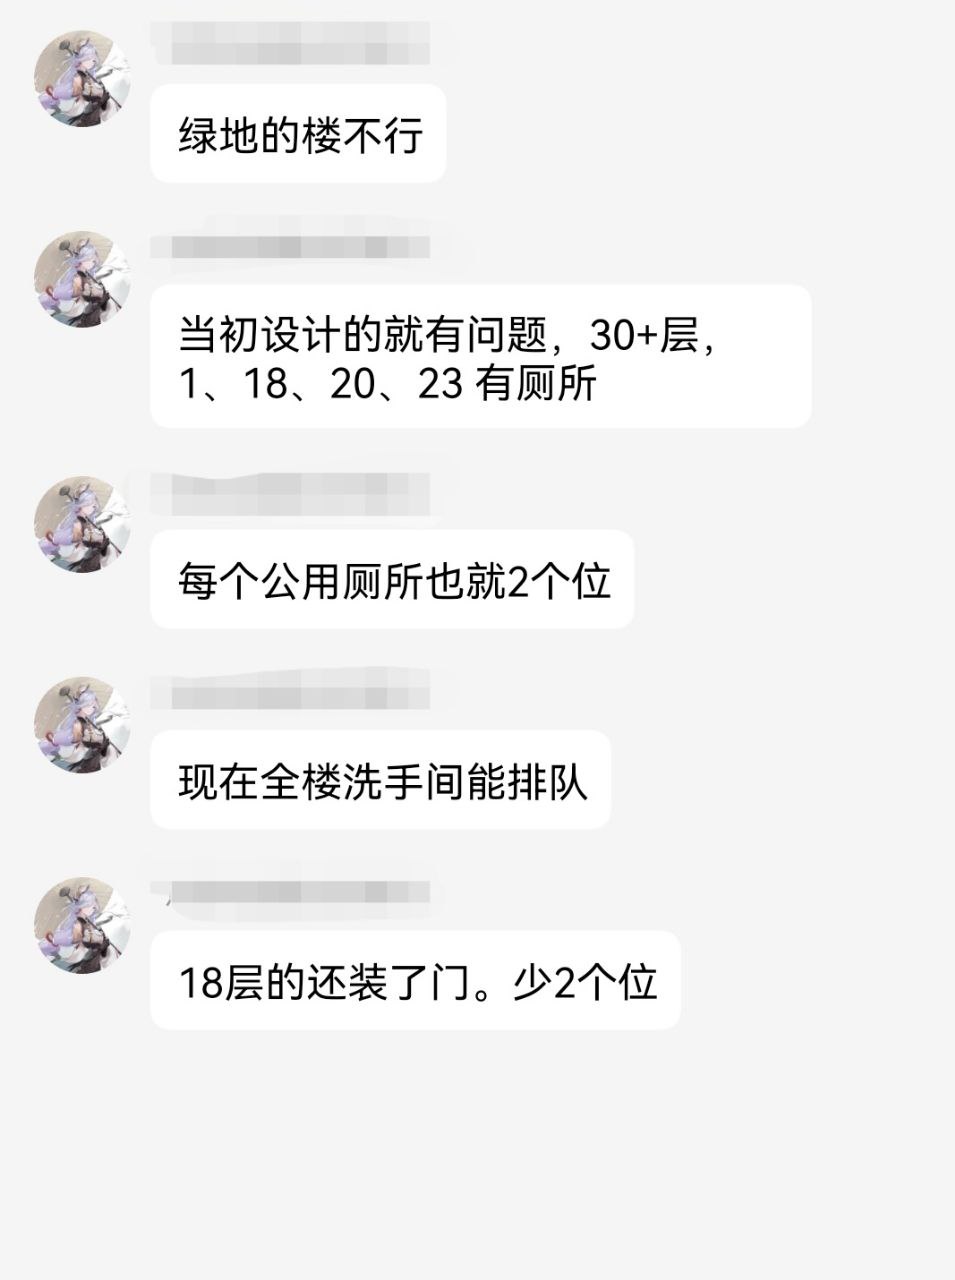 绿地的楼不行
当初设计的就有问题，30+层，
1、18、20、23 有厕所
每个公用厕所也就2个位
现在全楼洗手间能排队
18层的还装了门。少2个位